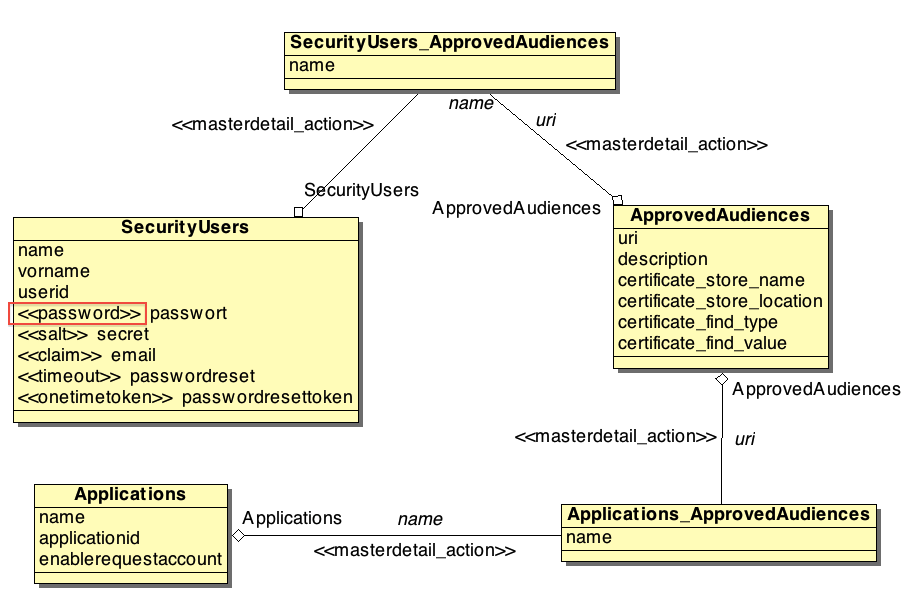 SecurityUsers_ApprovedAudiences
name
name
uri
<<masterdetail_action>>
<<masterdetail_action>>
SecurityUsers
ApprovedAudiences
SecurityUsers
name
vorname
userid
<<password>> passwort
<<salt>> secret
<<claim>> email
<<timeout>> passwordreset
<<onetimetoken>> passwordresettoken
ApprovedAudiences
uri
description
certificate_store_name
certificate_store_location
certificate_find_type
certificate_find_value
ApprovedAudiences
<<masterdetail_action>> uri
Applications
name
applicationid
enablerequestaccount
Applications name
<<masterdetail_action>>
Applications_ApprovedAudiences
name